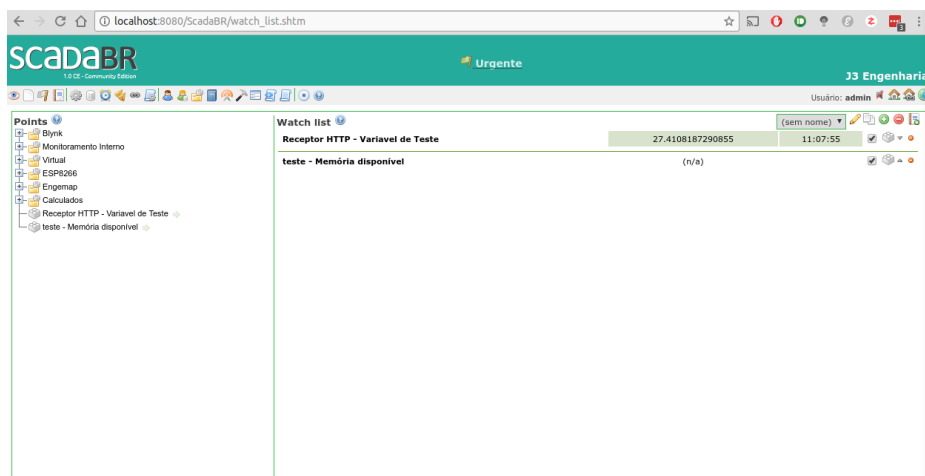 localhost:8080/ScadaBR/watch_list.shtm
3
ScadaBR
1.0 CE - Community Edition
Urgente
J3 Engenharia
Usuário: admin
Points
Blynk
Monitoramento Interno
Virtual
ESP8266
Engemap
Calculados
Receptor HTTP - Variavel de Teste
teste - Memória disponível
Watch list
(sem nome)
Receptor HTTP - Variavel de Teste 27.4108187290855 11:07:55
teste - Memória disponível (n/a)